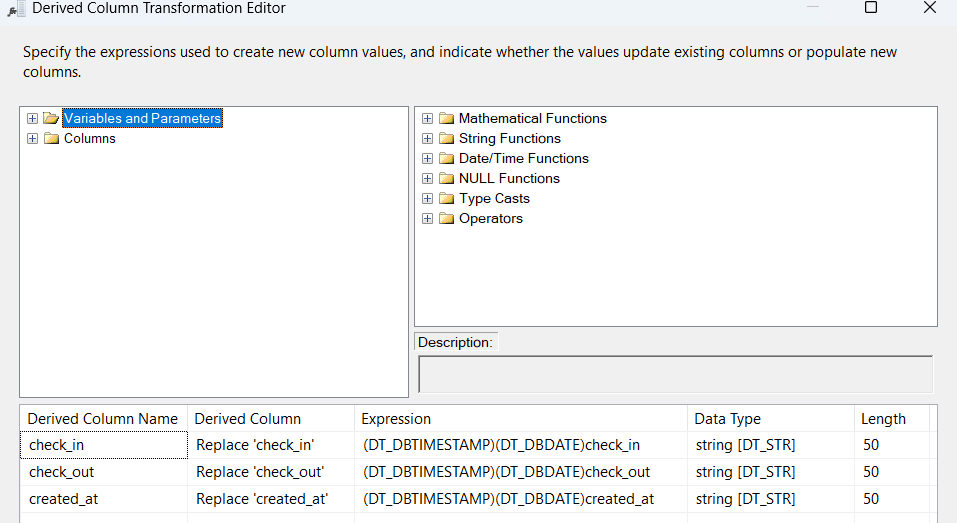 Derived Column Transformation Editor
Specify the expressions used to create new column values, and indicate whether the values update existing columns or populate new
columns.
Variables and Parameters
Columns
Mathematical Functions
String Functions
Date/Time Functions
NULL Functions
Type Casts
Operators
Description:
Derived Column Name Derived Column Expression Data Type Length
check_in Replace 'check_in' (DT_DBTIMESTAMP)(DT_DBDATE)check_in string [DT_STR] 50
check_out Replace 'check_out' (DT_DBTIMESTAMP)(DT_DBDATE)check_out string [DT_STR] 50
created_at Replace 'created_at' (DT_DBTIMESTAMP)(DT_DBDATE)created_at string [DT_STR] 50